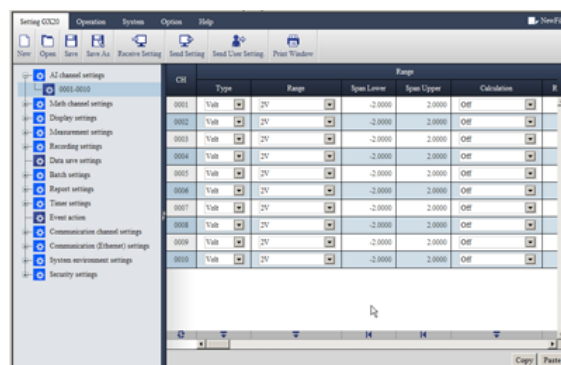 Setting GX20 Operation System Option Help NewFil
New Open Save Save As Receive Setting Send Setting Send User Setting Print Window
AI channel settings
0001-0010
Math channel settings
Display settings
Measurement settings
Recording settings
Data save settings
Batch settings
Report settings
Timer settings
Event action
Communication channel settings
Communication (Ethernet) settings
System environment settings
Security settings
CH Range
Type Range Span Lower Span Upper Calculation R
0001 Volt 2V -2.0000 2.0000 Off
0002 Volt 2V -2.0000 2.0000 Off
0003 Volt 2V -2.0000 2.0000 Off
0004 Volt 2V -2.0000 2.0000 Off
0005 Volt 2V -2.0000 2.0000 Off
0006 Volt 2V -2.0000 2.0000 Off
0007 Volt 2V -2.0000 2.0000 Off
0008 Volt 2V -2.0000 2.0000 Off
0009 Volt 2V -2.0000 2.0000 Off
0010 Volt 2V -2.0000 2.0000 Off
Copy Paste